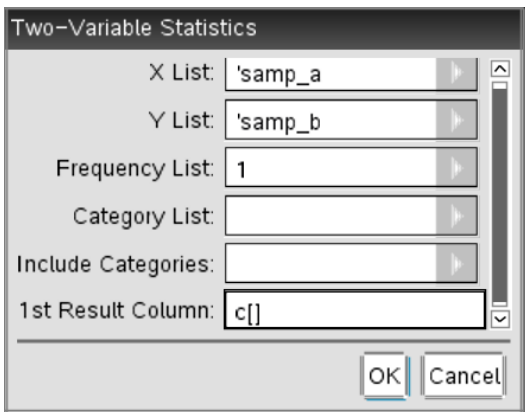 Two-Variable Statistics
X List: 'samp_a
Y List: 'samp_b
Frequency List: 1
Category List:
Include Categories:
1st Result Column: c[]
OK Cancel